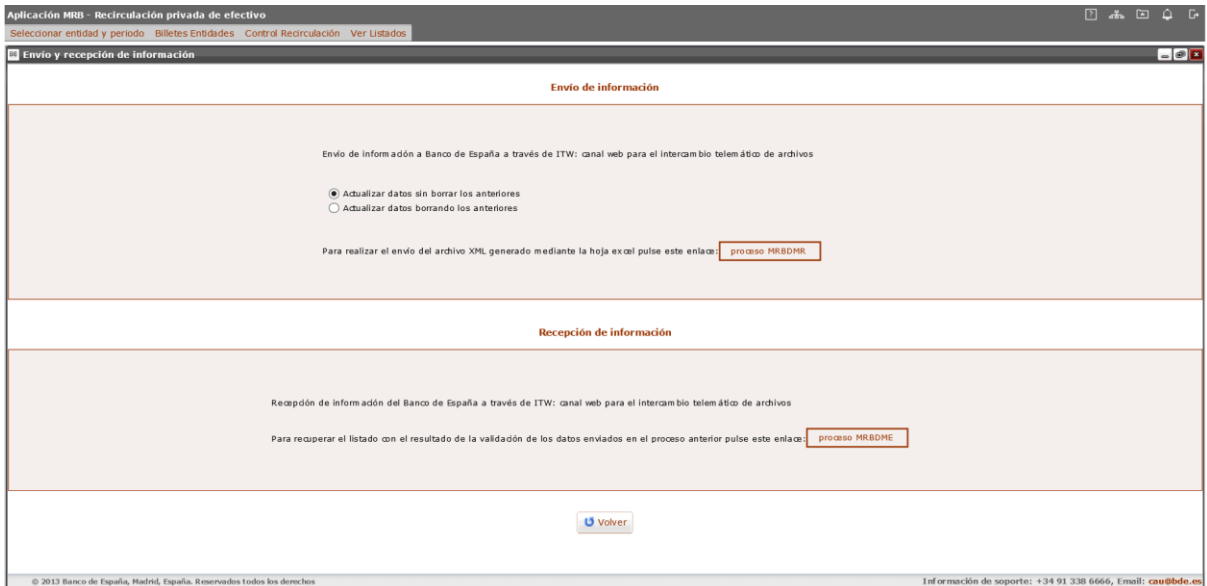 Aplicación MRB - Recirculación privada de efectivo
Seleccionar entidad y periodo Billetes Entidades Control Recirculación Ver Listados
Envío y recepción de información
Envío de información
Envío de información a Banco de España a través de ITW: canal web para el intercambio telemático de archivos
Actualizar datos sin borrar los anteriores
Actualizar datos borrando los anteriores
Para realizar el envío del archivo XML generado mediante la hoja excel pulse este enlace: proceso MRBDMR
Recepción de información
Recepción de información del Banco de España a través de ITW: canal web para el intercambio telemático de archivos
Para recuperar el listado con el resultado de la validación de los datos enviados en el proceso anterior pulse este enlace: proceso MRBDME
Volver
© 2013 Banco de España, Madrid, España. Reservados todos los derechos Información de soporte: +34 91 338 6666, Email: cau@bde.es